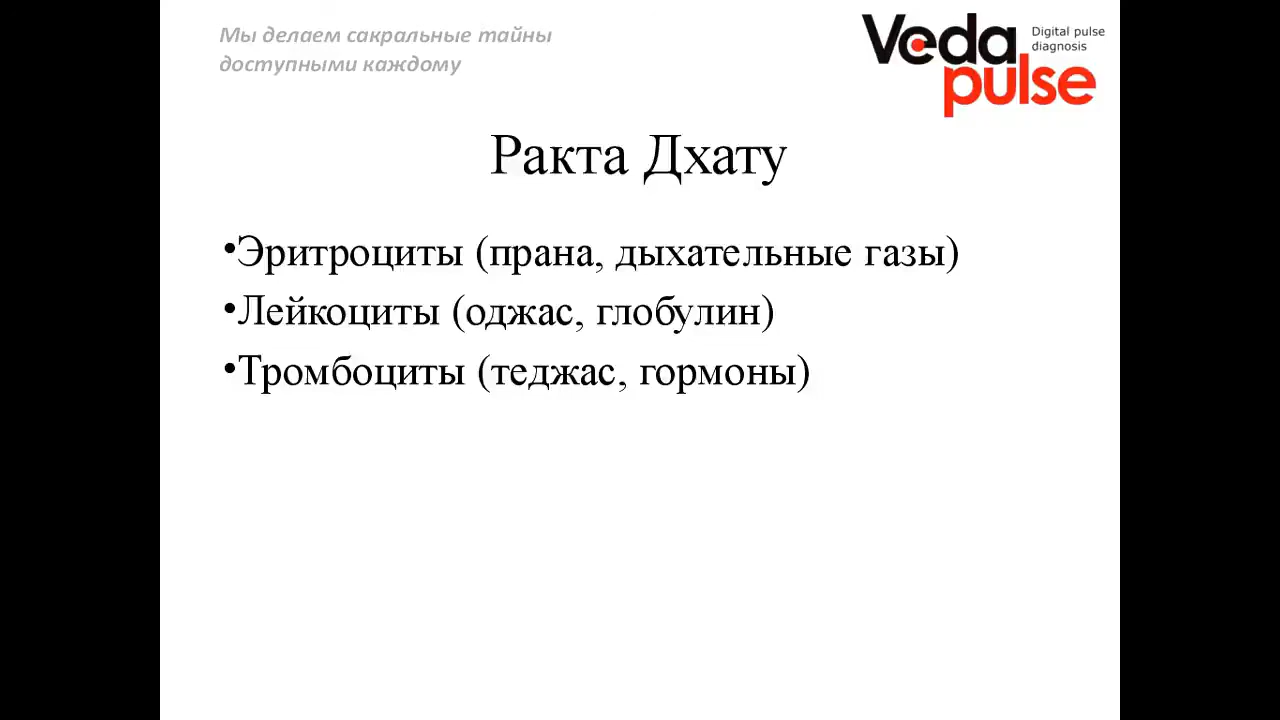 Мы делаем сакральные тайны
доступными каждому
Veda
pulse
Digital pulse
diagnosis
Ракта Дхату
•Эритроциты (прана, дыхательные газы)
•Лейкоциты (оджас, глобулин)
•Тромбоциты (теджас, гормоны)